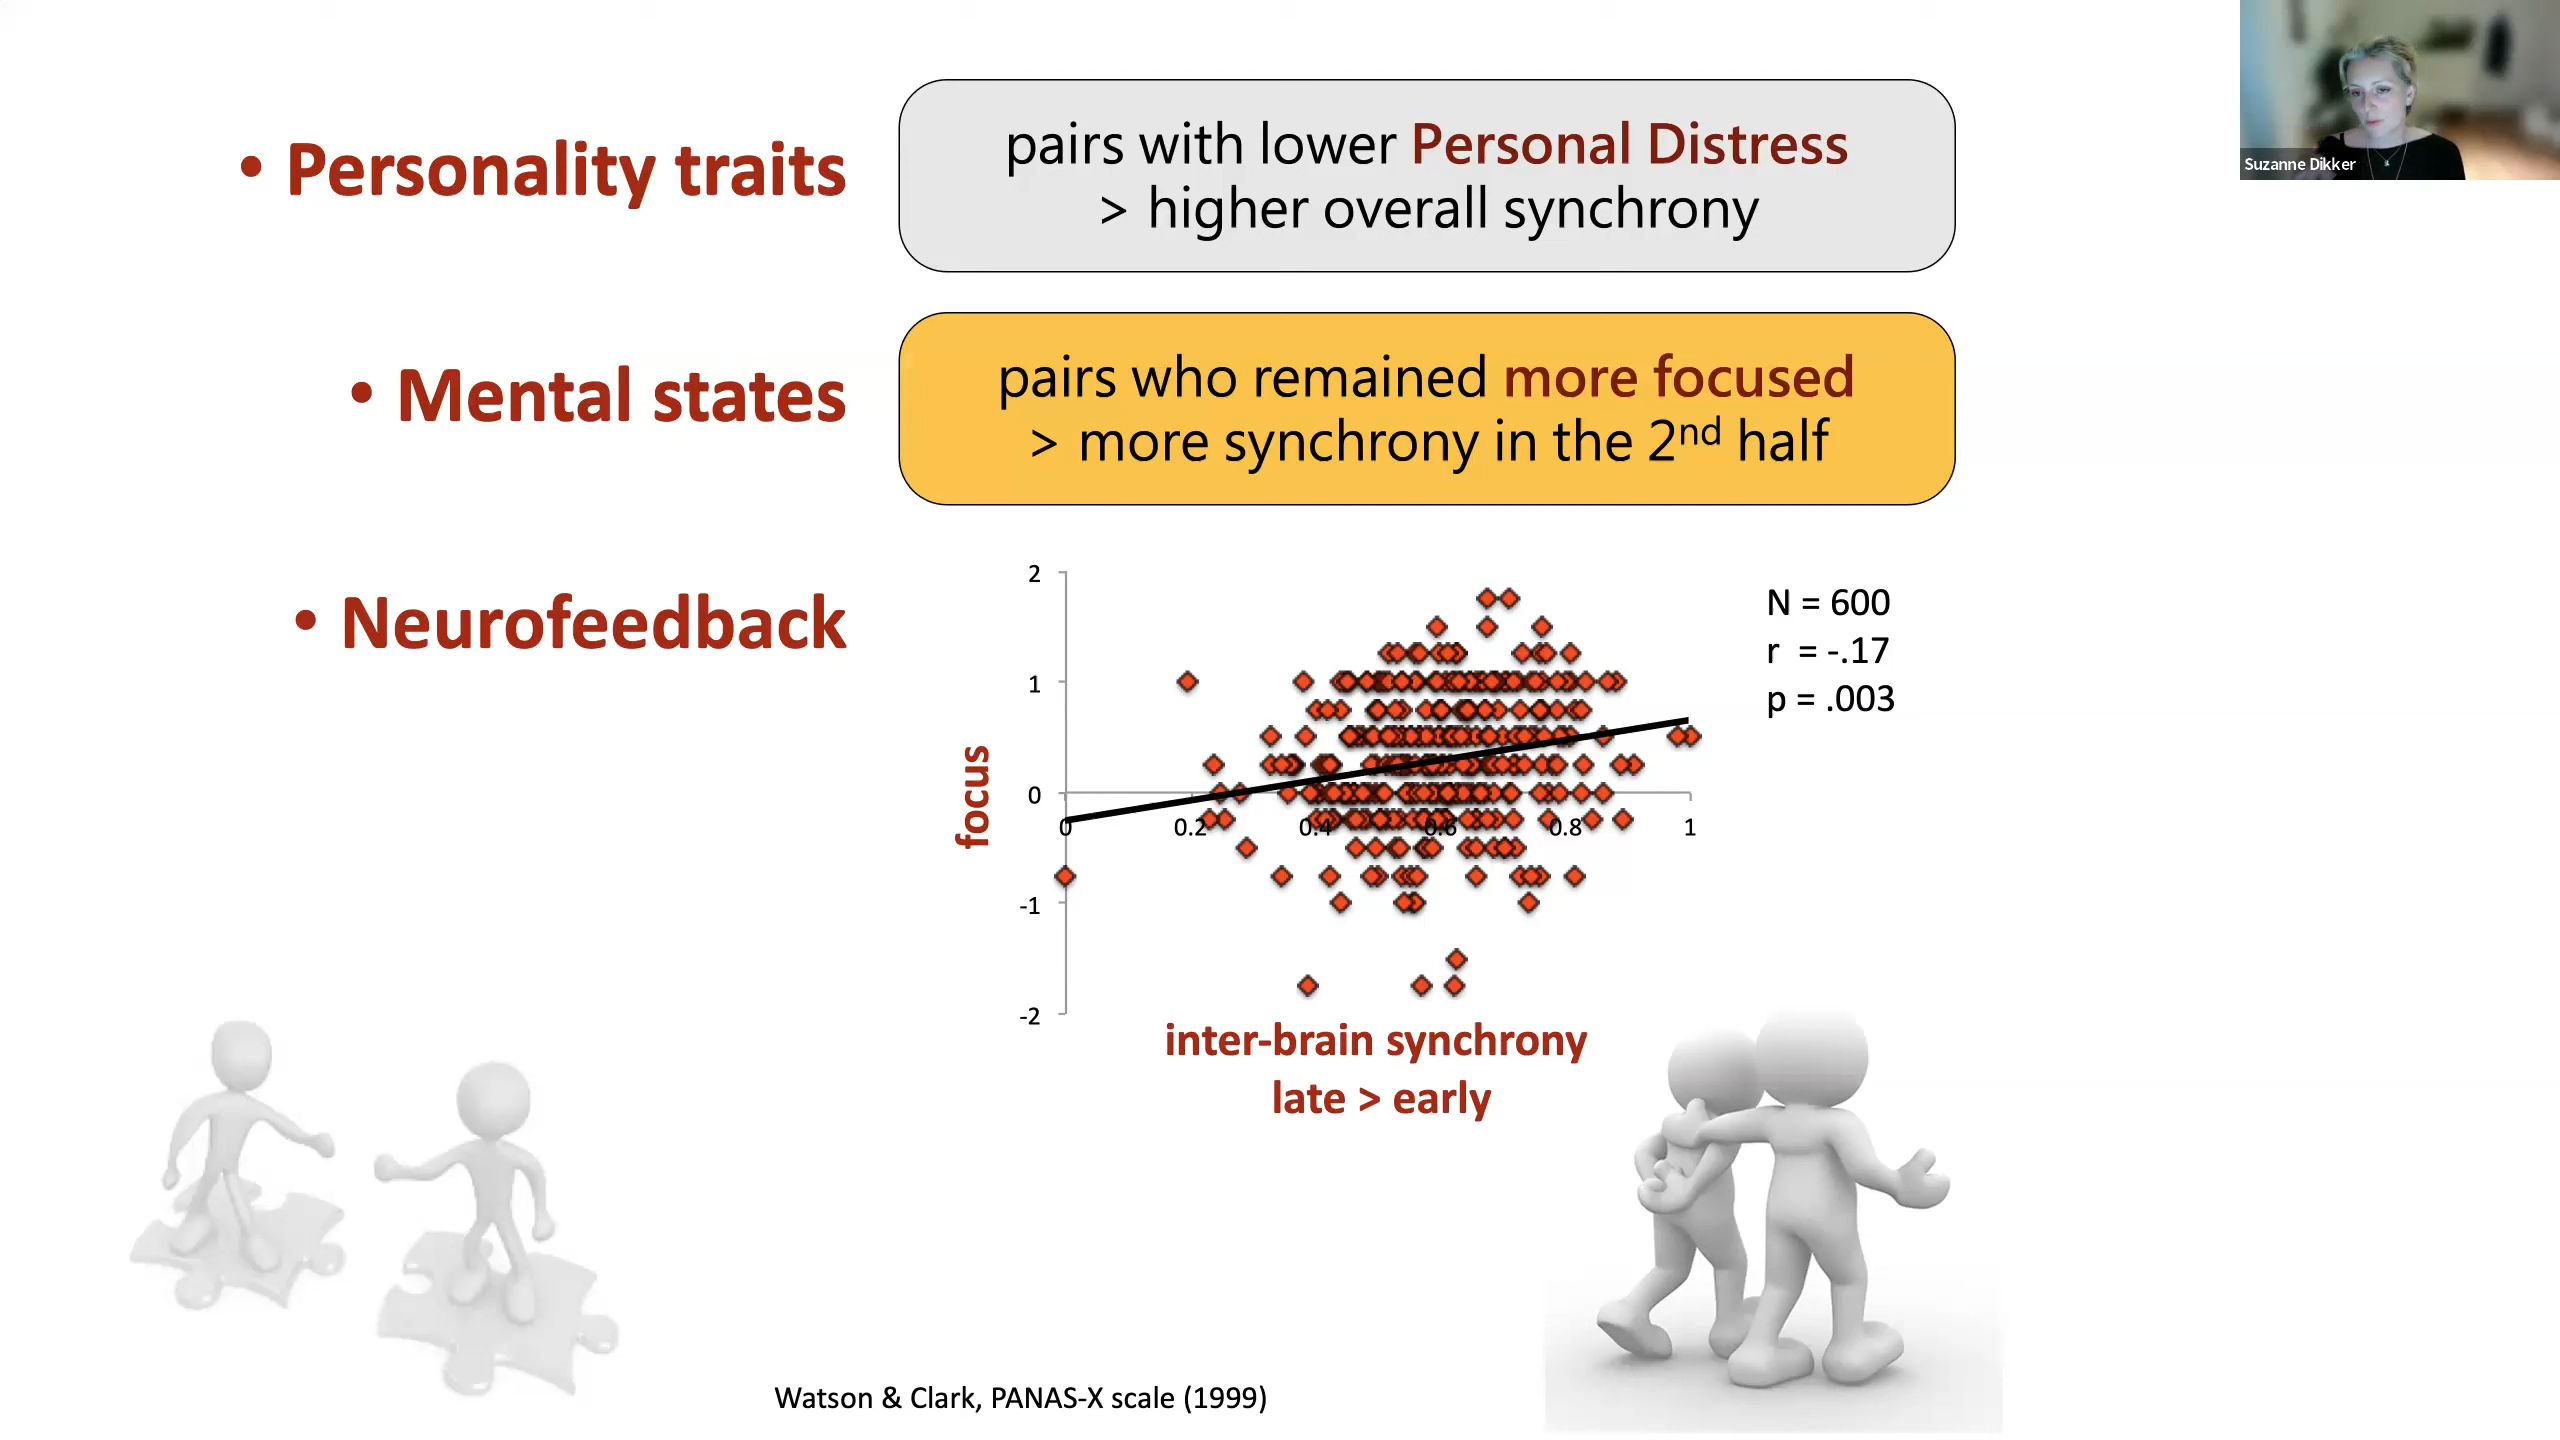 • Personality traits
pairs with lower Personal Distress
> higher overall synchrony
Suzanne Dikker
• Mental states
pairs who remained more focused
> more synchrony in the 2nd half
• Neurofeedback
N = 600
r = -.17
p = .003
focus
2
1
0
-1
-2
0 0.2 0.4 0.6 0.8 1
inter-brain synchrony
late > early
Watson & Clark, PANAS-X scale (1999)